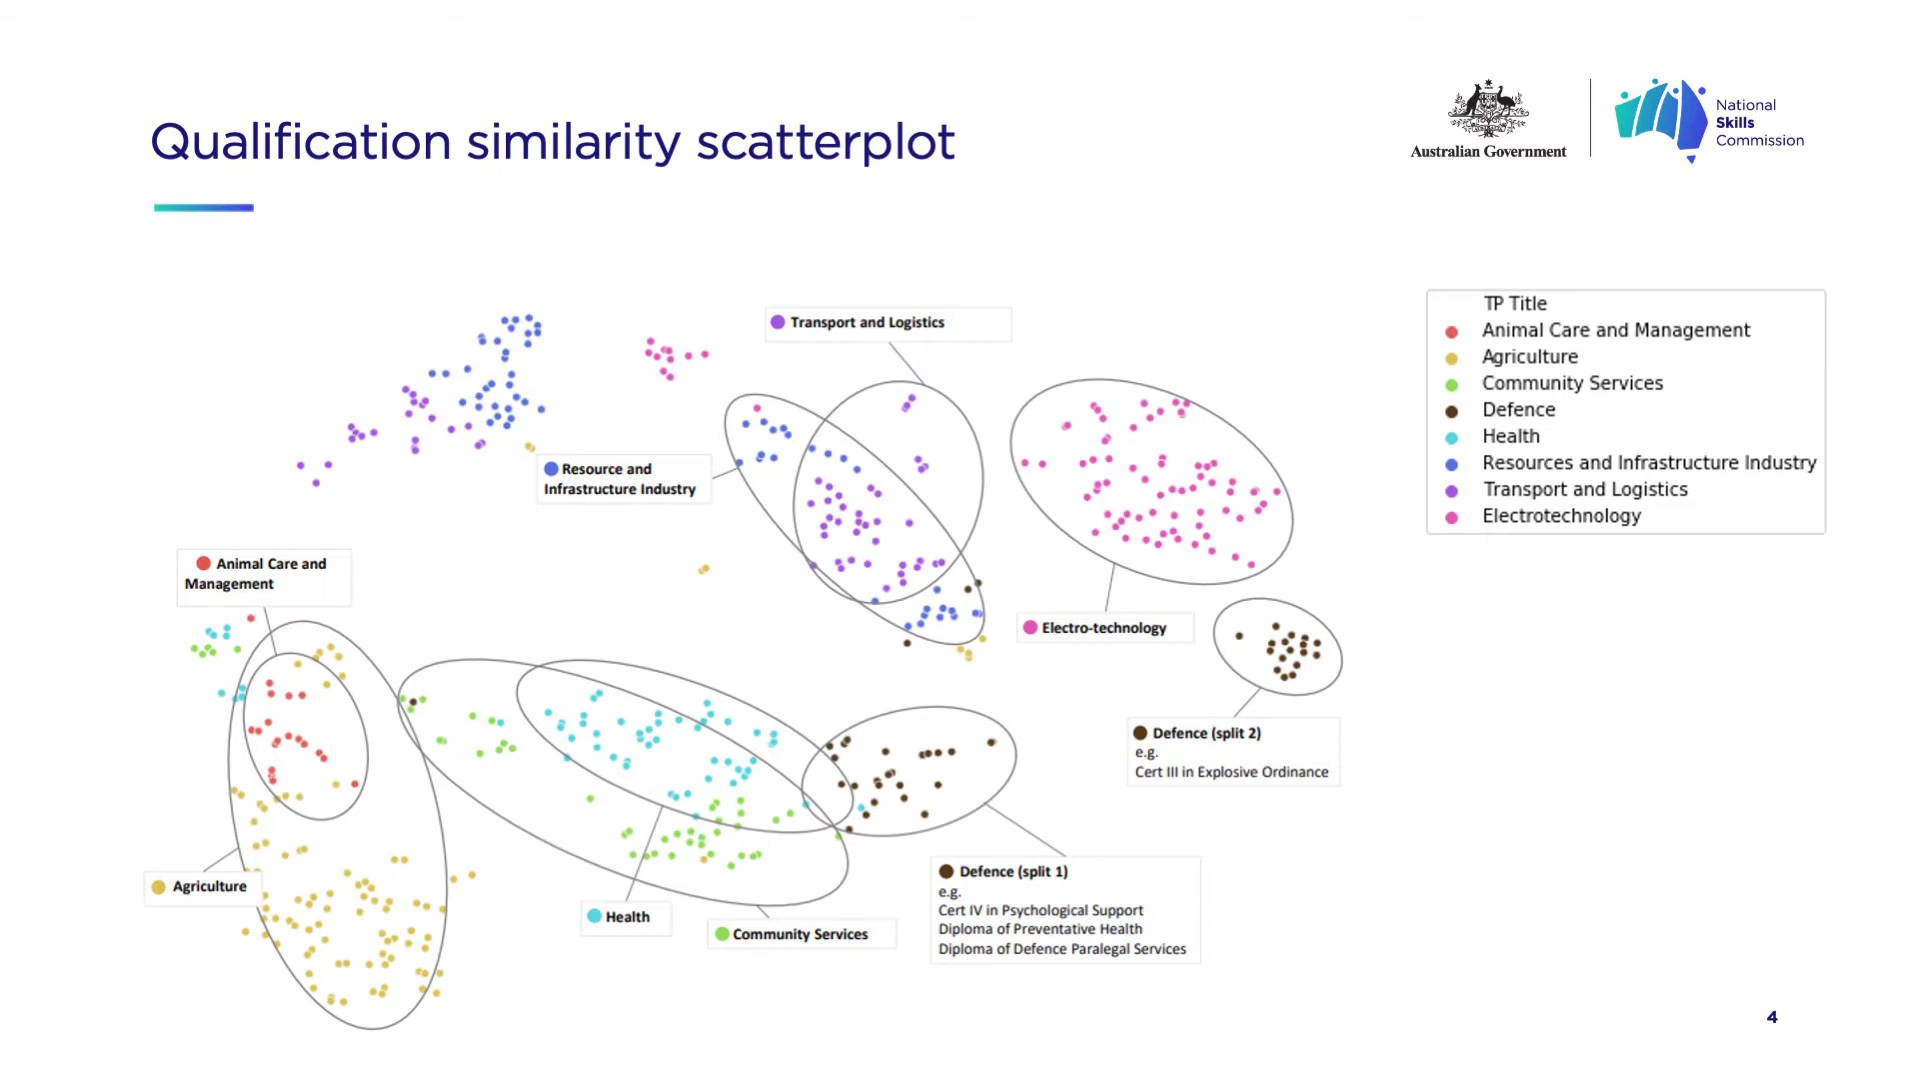 Qualification similarity scatterplot
Australian Government
National
Skills
Commission
Transport and Logistics
Resource and
Infrastructure Industry
Animal Care and
Management
Electro-technology
Defence (split 2)
e.g.
Cert III in Explosive Ordinance
Agriculture
Health
Community Services
Defence (split 1)
e.g.
Cert IV in Psychological Support
Diploma of Preventative Health
Diploma of Defence Paralegal Services
TP Title
Animal Care and Management
Agriculture
Community Services
Defence
Health
Resources and Infrastructure Industry
Transport and Logistics
Electrotechnology
4